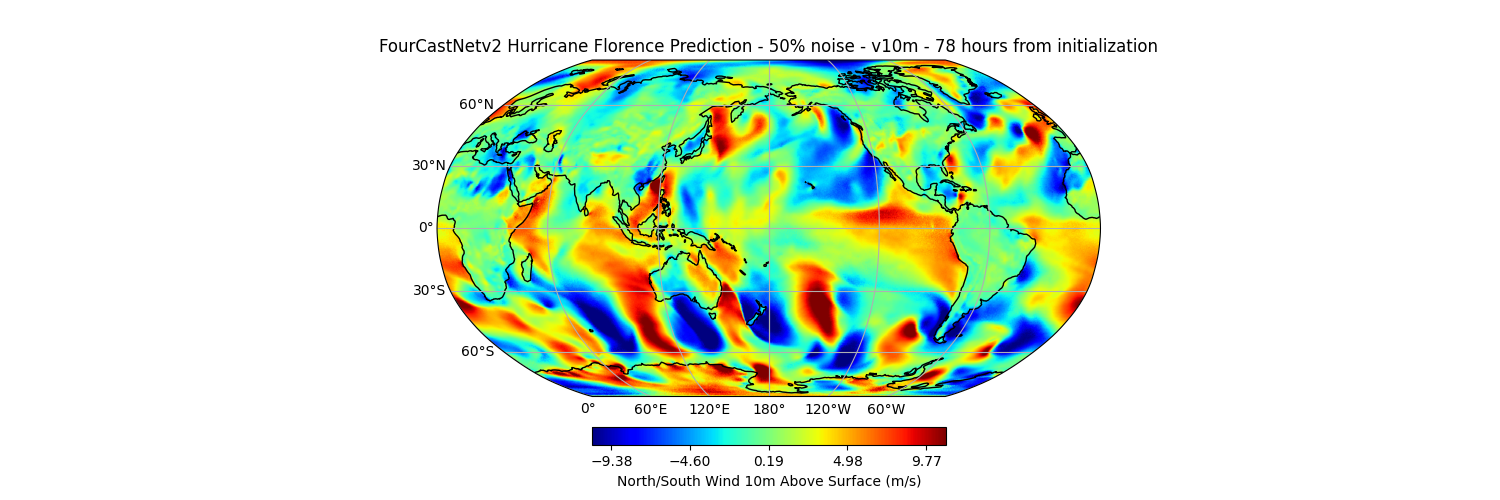 FourCastNetv2 Hurricane Florence Prediction - 50% noise - v10m - 78 hours from initialization
60°N
30°N
0°
30°S
60°S
0° 60°E 120°E 180° 120°W 60°W
−9.38 −4.60 0.19 4.98 9.77
North/South Wind 10m Above Surface (m/s)